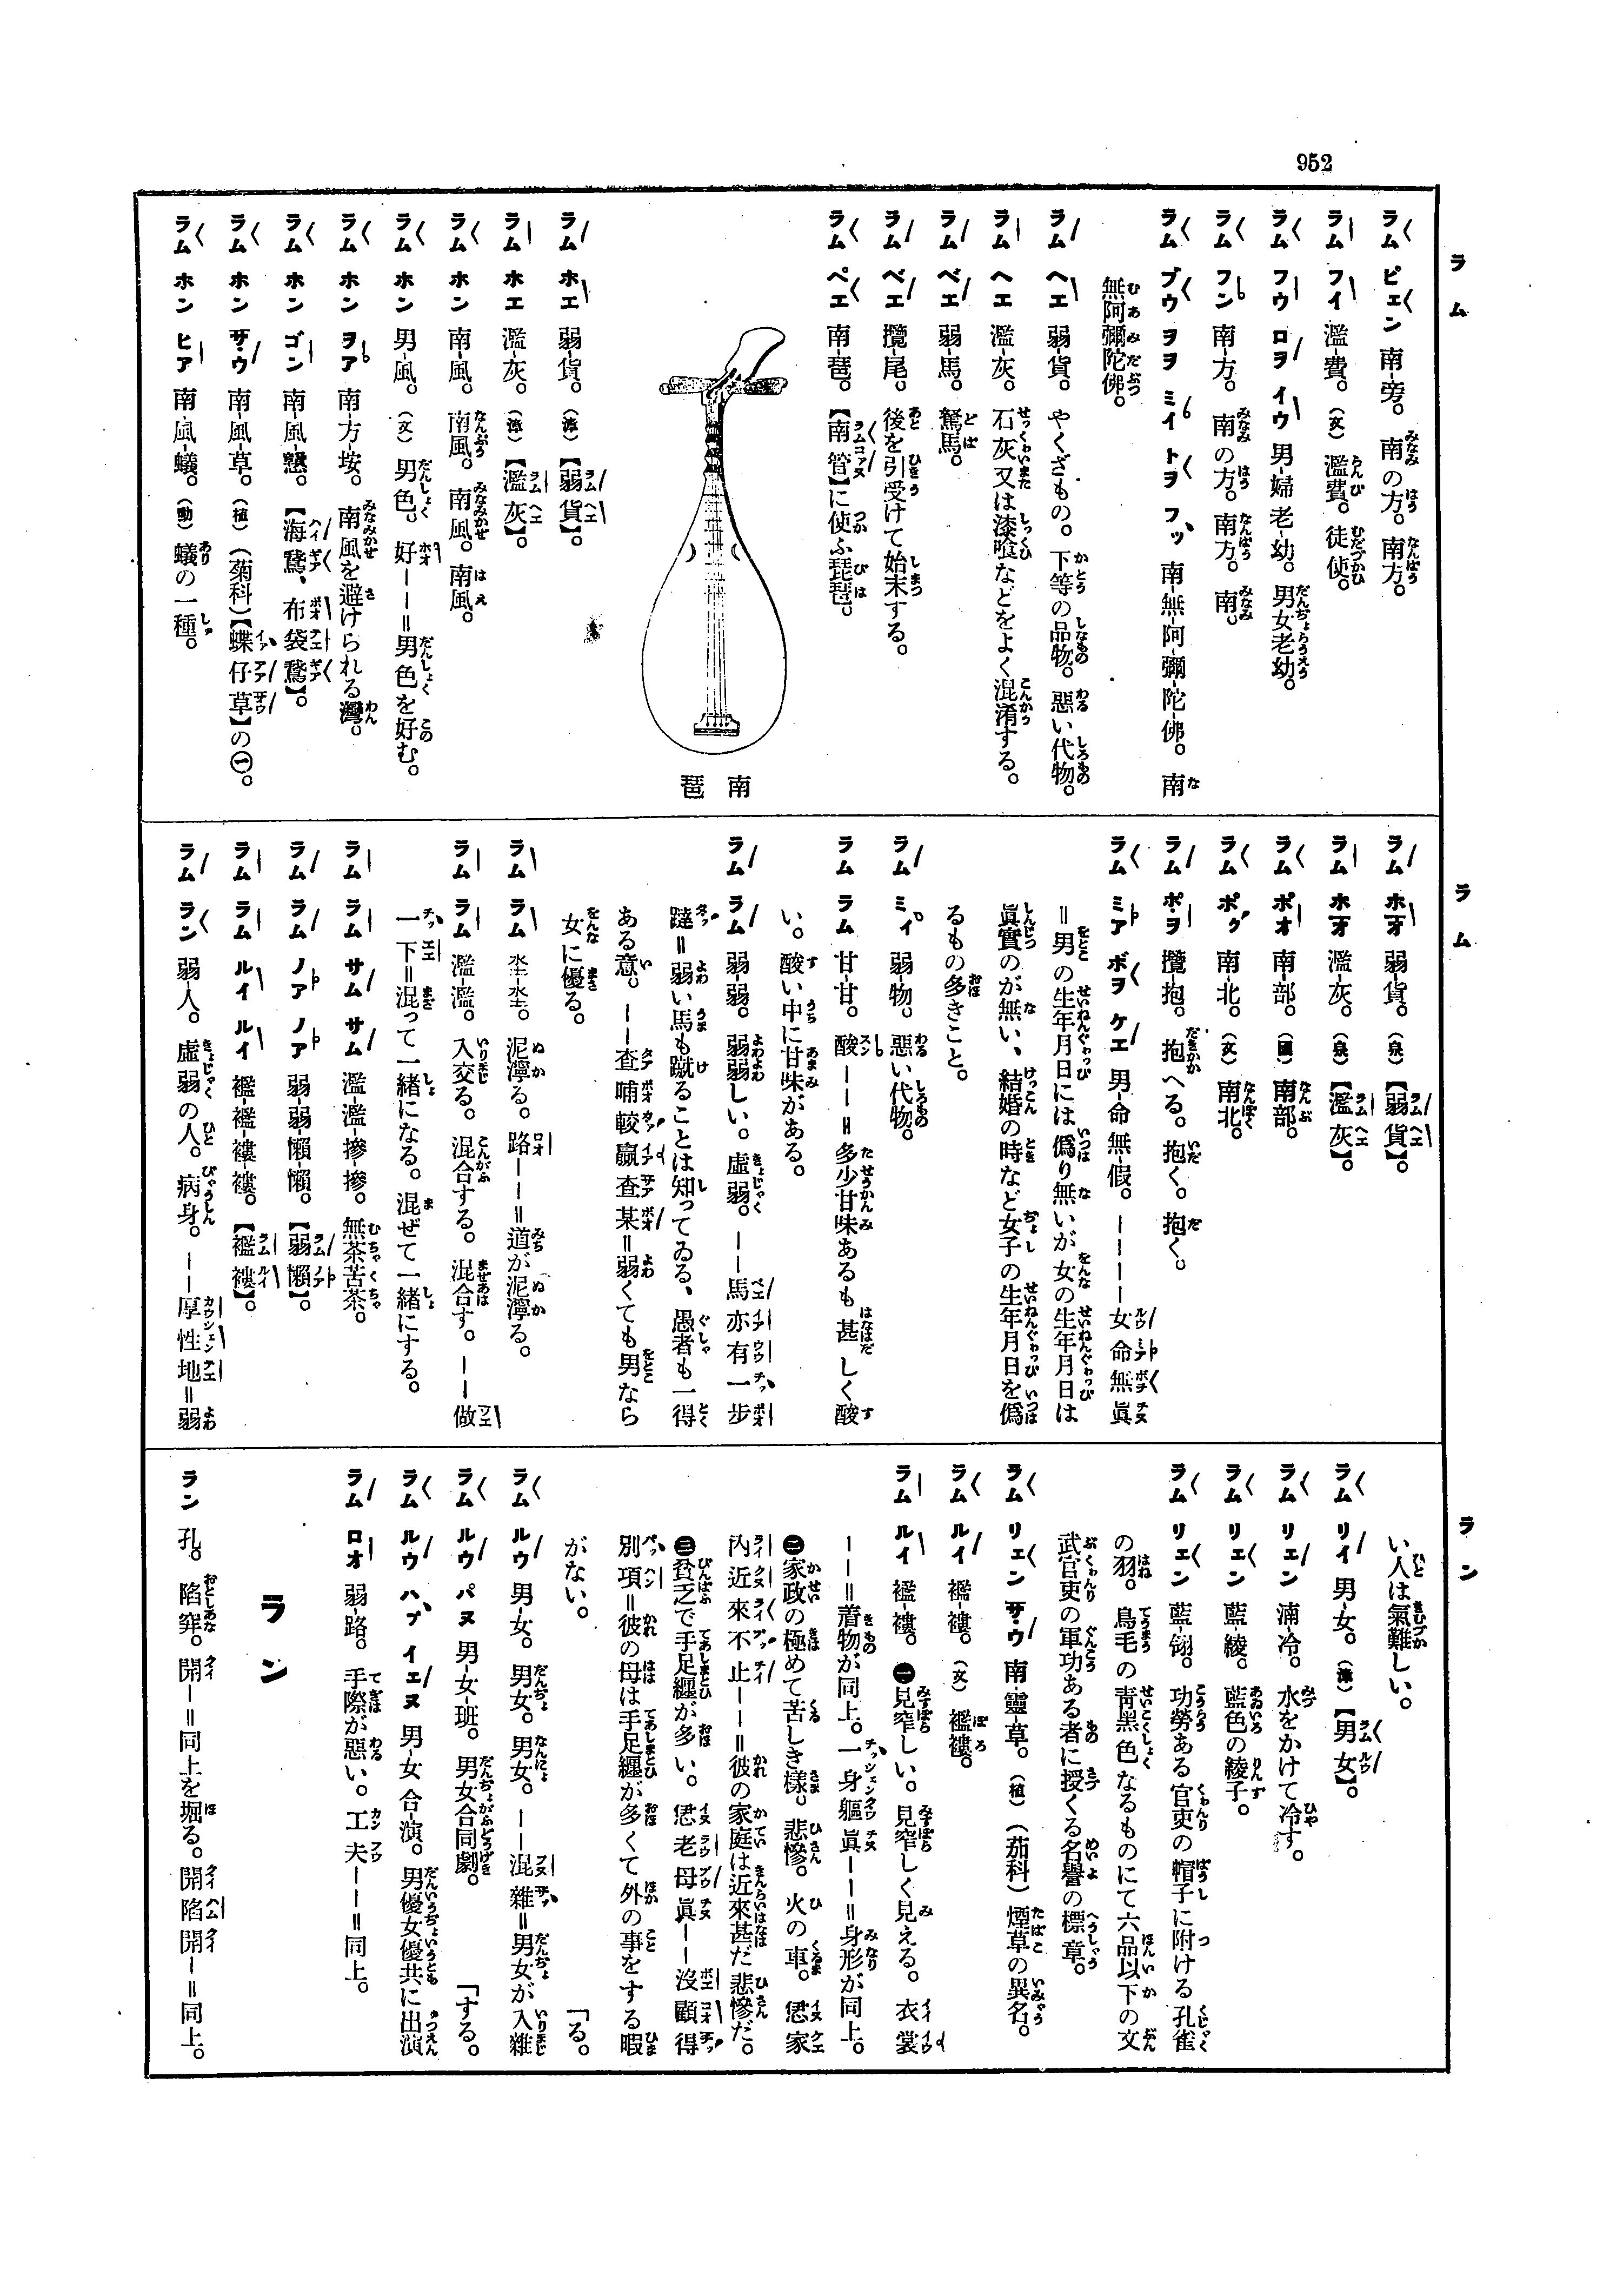 952
ラム
ラム ピェン 南-旁。南の方。南方。
ラム フイ 濫-費。(文)濫費。徒使。
ラム フウ ロヲ イウ 男-婦 老-幼。男女老幼。
ラム フン 南-方。南の方。南方。南。
ラム ブウ ヲヲ ミイ トヲ フッ 南-無-阿-彌-陀-佛。南
無阿彌陀佛。
ラム ヘエ 弱-貨。やくざもの。下等の品物。惡い代物。
ラム ヘエ 濫-灰。石灰又は漆喰などをよく混淆する。
ラム ベエ 弱-馬。駑馬。
ラム ベエ 攬-尾。後を引受けて始末する。
ラム ペエ 南-琶。【南管】に使ふ琵琶。
南琶
ラム ホエ 弱-貨。(漳)【弱貨】。
ラム ホエ 濫-灰。(漳)【濫灰】。
ラム ホン 南-風。南風。南風。南風。
ラム ホン 男-風。(文)男色。好――=男色を好む。
ラム ホン ヲア 南-方 垵。南風を避けられる灣。
ラム ホン ゴン 南-風-戇。【海鵞、布袋鵞】。
ラム ホン サウ 南-風-草。(植)(菊科)【蝶仔草】の㊀。
ラム ホン ヒア 南-風-蟻。(動)蟻の一種。
ラム
ラム ホオ 弱-貨。(泉)【弱貨】。
ラム ホオ 濫-灰。(泉)【濫灰】。
ラム ポオ 南-部。(國)南部。
ラム ポク 南-北。(文)南北。
ラム ポヲ 攬-抱。抱へる。抱く。抱く。
ラム ミア ボヲ ケエ 男-命 無-假。――――女命無眞
=男の生年月日には僞り無いが女の生年月日は
眞實のが無い、結婚の時など女子の生年月日を僞
るもの多きこと。
ラム ミィ 弱-物。惡い代物。
ラム ラム 甘-甘。酸――=多少甘味あるも甚しく酸
い。酸い中に甘味がある。
ラム ラム 弱-弱。弱弱しい。虛弱。――馬亦有一步
躂=弱い馬も蹴ることは知ってゐる、愚者も一得
ある意。――查哺較贏查某=弱くても男なら
女に優る。
ラム ラム 𡉄-𡉄。泥濘る。路――=道が泥濘る。
ラム ラム 濫-濫。入交る。混合する。混合す。――做
一下=混って一緒になる。混ぜて一緒にする。
ラム ラム サム サム 濫-濫-摻-摻。無茶苦茶。
ラム ラム ノア ノア 弱-弱-懶-懶。【弱懶】。
ラム ラム ルイ ルイ 襤-襤-褸-褸。【襤褸】。
ラム ラン 弱-人。虛弱の人。病身。――厚性地=弱
ラン
い人は氣難しい。
ラム リイ 男-女。(漳)【男女】。
ラム リェン 湳-冷。水をかけて冷す。
ラム リェン 藍-綾。藍色の綾子。
ラム リェン 藍-翎。功勞ある官吏の帽子に附ける孔雀
の羽。鳥毛の靑黑色なるものにて六品以下の文
武官吏の軍功ある者に授くる名譽の標章。
ラム リェン サウ 南-靈-草。(植)(茄科)煙草の異名。
ラム ルイ 襤-褸。(文)襤褸。
ラム ルイ 襤-褸。㊀見窄しい。見窄しく見える。衣裳
――=着物が同上。一身軀眞――=身形が同上。
㊁家政の極めて苦しき樣。悲慘。火の車。㥯家
內近來不止――=彼の家庭は近來甚だ悲慘だ。
㊂貧乏で手足纏が多い。㥯老母眞――沒顧得
別項=彼の母は手足纏が多くて外の事をする暇
がない。 「る。
ラム ルウ 男-女。男女。男女。――混雜=男女が入雜
ラム ルウ パヌ 男-女-班。男女合同劇。 「する。
ラム ルウ ハプ イェヌ 男-女 合-演。男優女優共に出演
ラム ロオ 弱-路。手際が惡い。工夫――=同上。
ラン
ラン 孔。陷穽。開―=同上を堀る。開陷開―=同上。